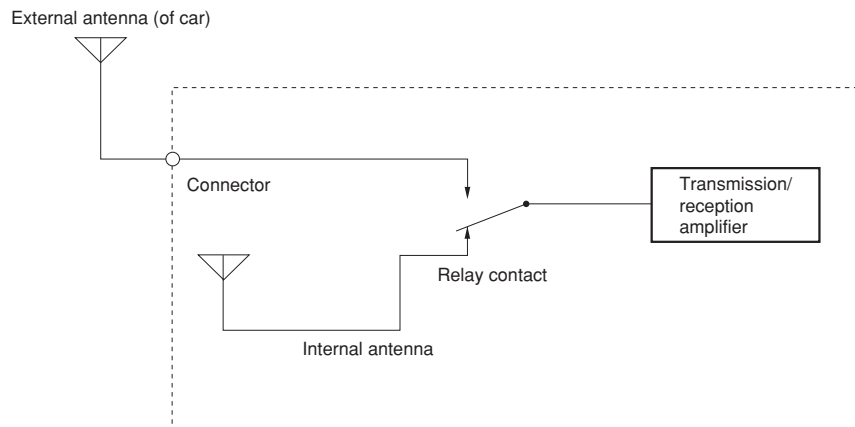 External antenna (of car)
Connector
Transmission/
reception
amplifier
Relay contact
Internal antenna